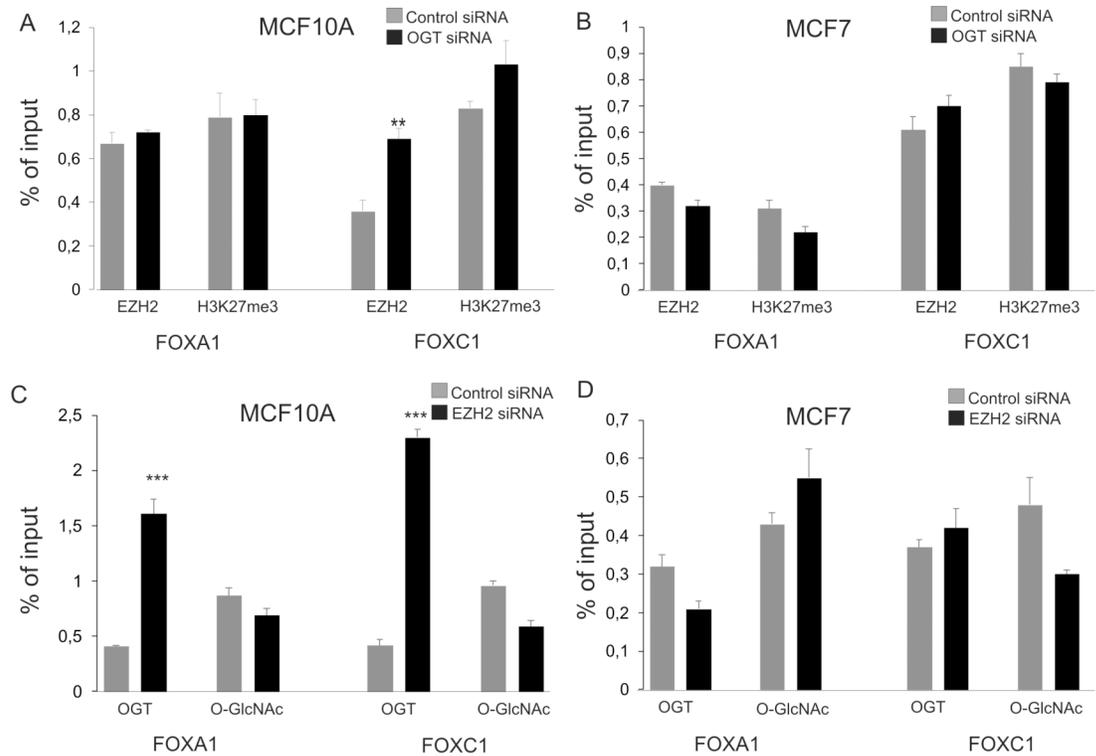 A
MCF10A
Control siRNA
OGT siRNA
1,2
1
0,8
0,6
0,4
0,2
0
% of input
**
EZH2
H3K27me3
EZH2
H3K27me3
FOXA1
FOXC1
B
MCF7
Control siRNA
OGT siRNA
1
0,9
0,8
0,7
0,6
0,5
0,4
0,3
0,2
0,1
0
% of input
EZH2
H3K27me3
EZH2
H3K27me3
FOXA1
FOXC1
C
MCF10A
Control siRNA
EZH2 siRNA
2,5
2
1,5
1
0,5
0
% of input
***
***
OGT
O-GlcNAc
OGT
O-GlcNAc
FOXA1
FOXC1
D
MCF7
Control siRNA
EZH2 siRNA
0,7
0,6
0,5
0,4
0,3
0,2
0,1
0
% of input
OGT
O-GlcNAc
OGT
O-GlcNAc
FOXA1
FOXC1